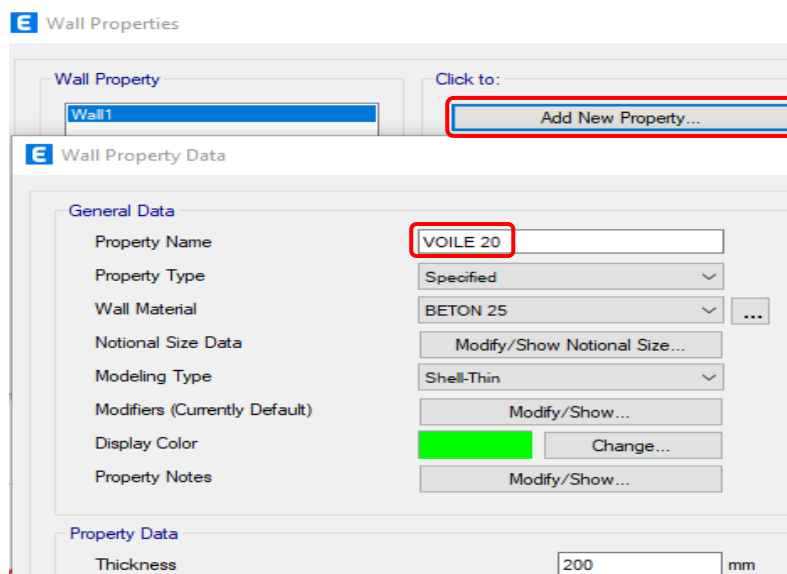 E Wall Properties
Wall Property
Click to:
Wall1
Add New Property...
E Wall Property Data
General Data
Property Name VOILE 20
Property Type Specified
Wall Material BETON 25 ...
Notional Size Data Modify/Show Notional Size...
Modeling Type Shell-Thin
Modifiers (Currently Default) Modify/Show...
Display Color Change...
Property Notes Modify/Show...
Property Data
Thickness 200 mm